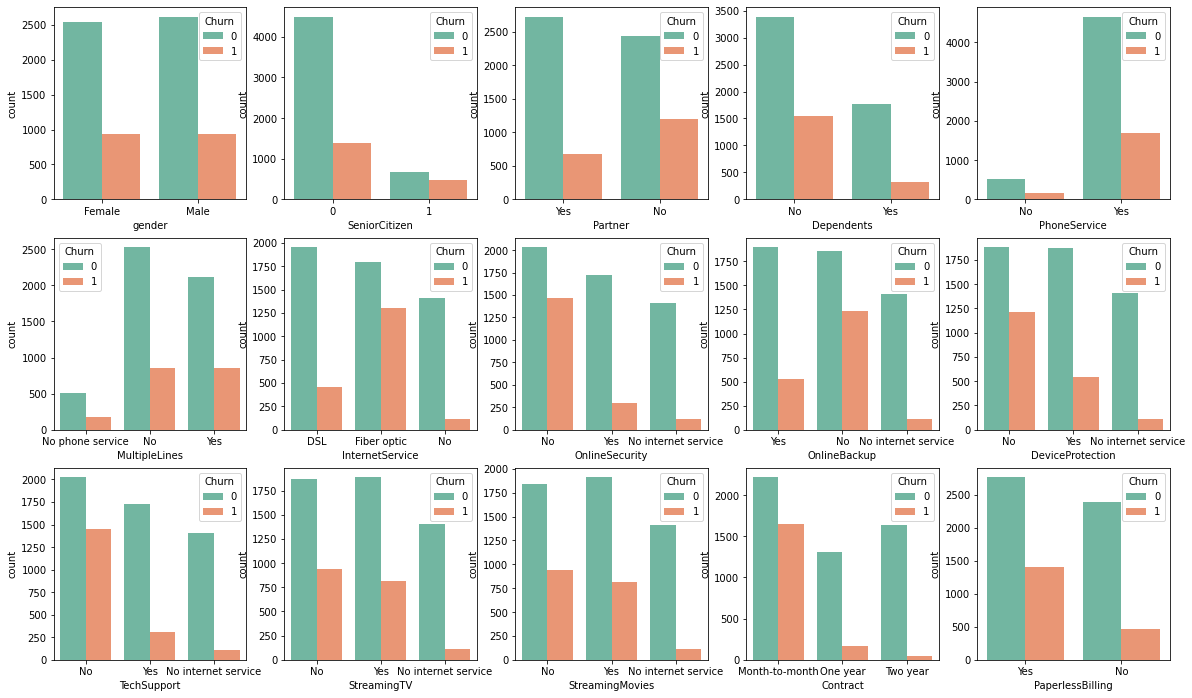 2500
2000
1500
1000
500
0
count
Female
Male
gender
Churn
0
1
4000
3000
2000
1000
0
count
0
1
SeniorCitizen
Churn
0
1
2500
2000
1500
1000
500
0
count
Yes
No
Partner
Churn
0
1
3500
3000
2500
2000
1500
1000
500
0
count
No
Yes
Dependents
Churn
0
1
4000
3000
2000
1000
0
count
No
Yes
PhoneService
Churn
0
1
2500
2000
1500
1000
500
0
count
No phone service
No
Yes
MultipleLines
Churn
0
1
2000
1750
1500
1250
1000
750
500
250
0
count
DSL
Fiber optic
No
InternetService
Churn
0
1
2000
1750
1500
1250
1000
750
500
250
0
count
No
Yes
No internet service
OnlineSecurity
Churn
0
1
1750
1500
1250
1000
750
500
250
0
count
Yes
No
No internet service
OnlineBackup
Churn
0
1
1750
1500
1250
1000
750
500
250
0
count
No
Yes
No internet service
DeviceProtection
Churn
0
1
2000
1750
1500
1250
1000
750
500
250
0
count
No
Yes
No internet service
TechSupport
Churn
0
1
1750
1500
1250
1000
750
500
250
0
count
No
Yes
No internet service
StreamingTV
Churn
0
1
2000
1750
1500
1250
1000
750
500
250
0
count
No
Yes
No internet service
StreamingMovies
Churn
0
1
2000
1500
1000
500
0
count
Month-to-month
One year
Two year
Contract
Churn
0
1
2500
2000
1500
1000
500
0
count
Yes
No
PaperlessBilling
Churn
0
1